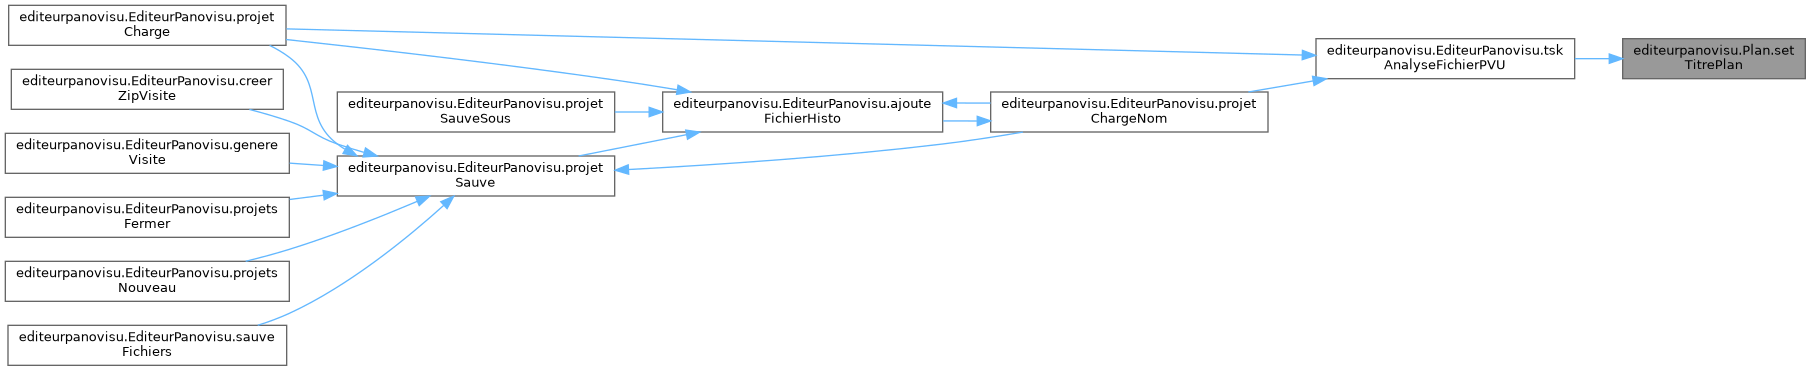 editeurpanovisu.EditeurPanovisu.projet
Charge
editeurpanovisu.EditeurPanovisu.creer
ZipVisite
editeurpanovisu.EditeurPanovisu.genere
Visite
editeurpanovisu.EditeurPanovisu.projets
Fermer
editeurpanovisu.EditeurPanovisu.projets
Nouveau
editeurpanovisu.EditeurPanovisu.sauve
Fichiers
editeurpanovisu.EditeurPanovisu.projet
SauveSous
editeurpanovisu.EditeurPanovisu.projet
Sauve
editeurpanovisu.EditeurPanovisu.ajoute
FichierHisto
editeurpanovisu.EditeurPanovisu.projet
ChargeNom
editeurpanovisu.EditeurPanovisu.tsk
AnalyseFichierPVU
editeurpanovisu.Plan.set
TitrePlan